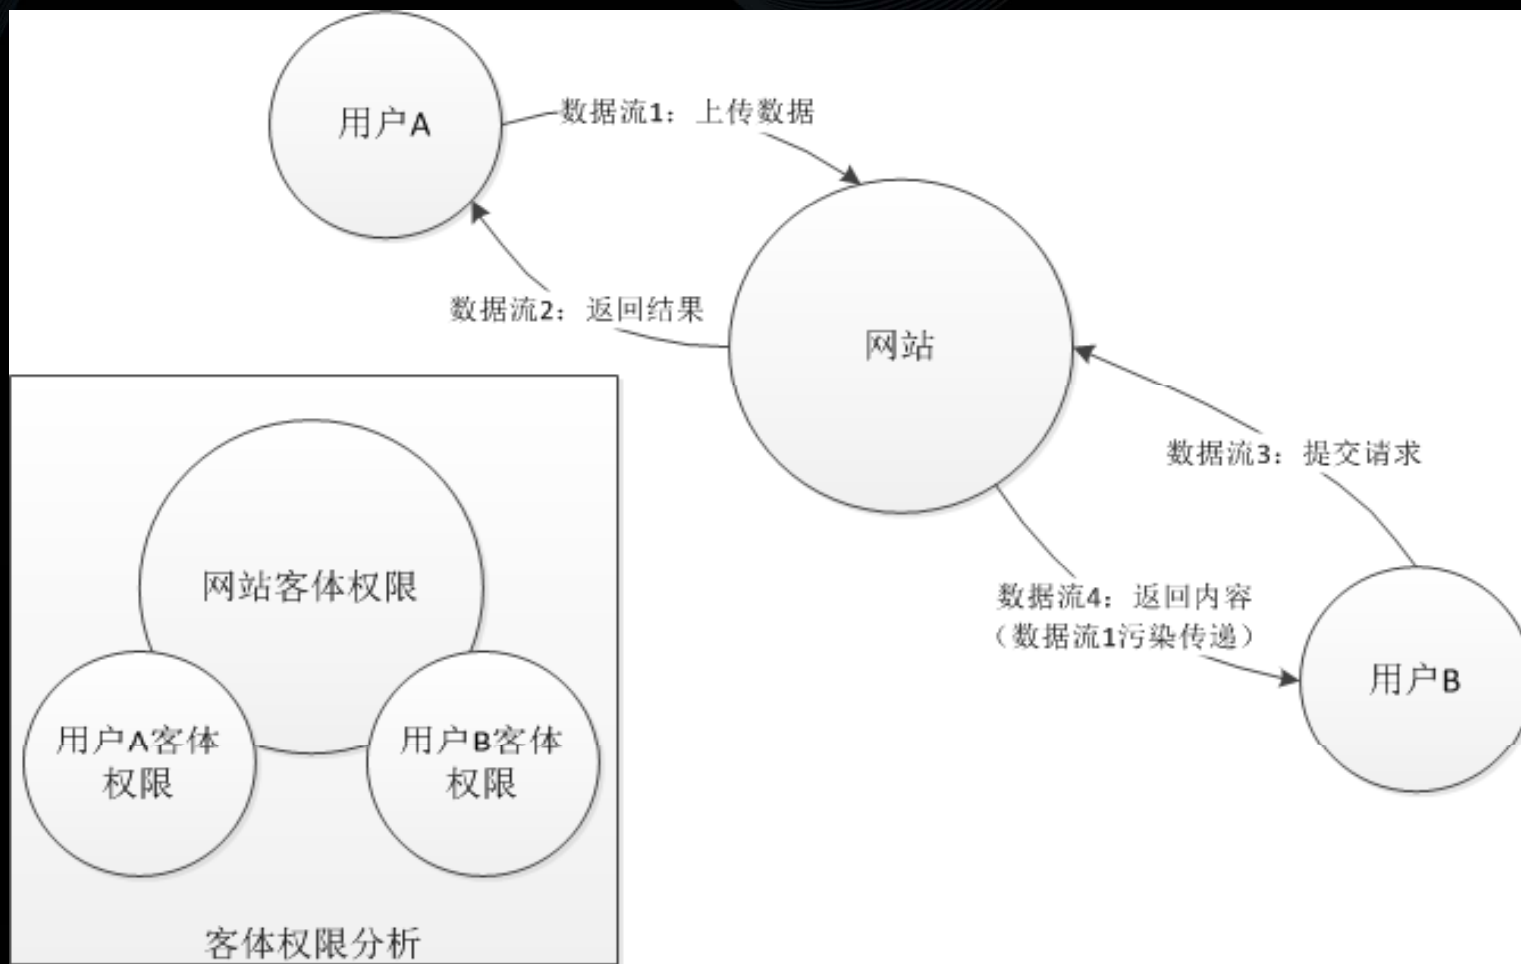 用户A
数据流1：上传数据
数据流2：返回结果
网站
数据流3：提交请求
数据流4：返回内容
（数据流1污染传递）
用户B
网站客体权限
用户A客体
权限
用户B客体
权限
客体权限分析